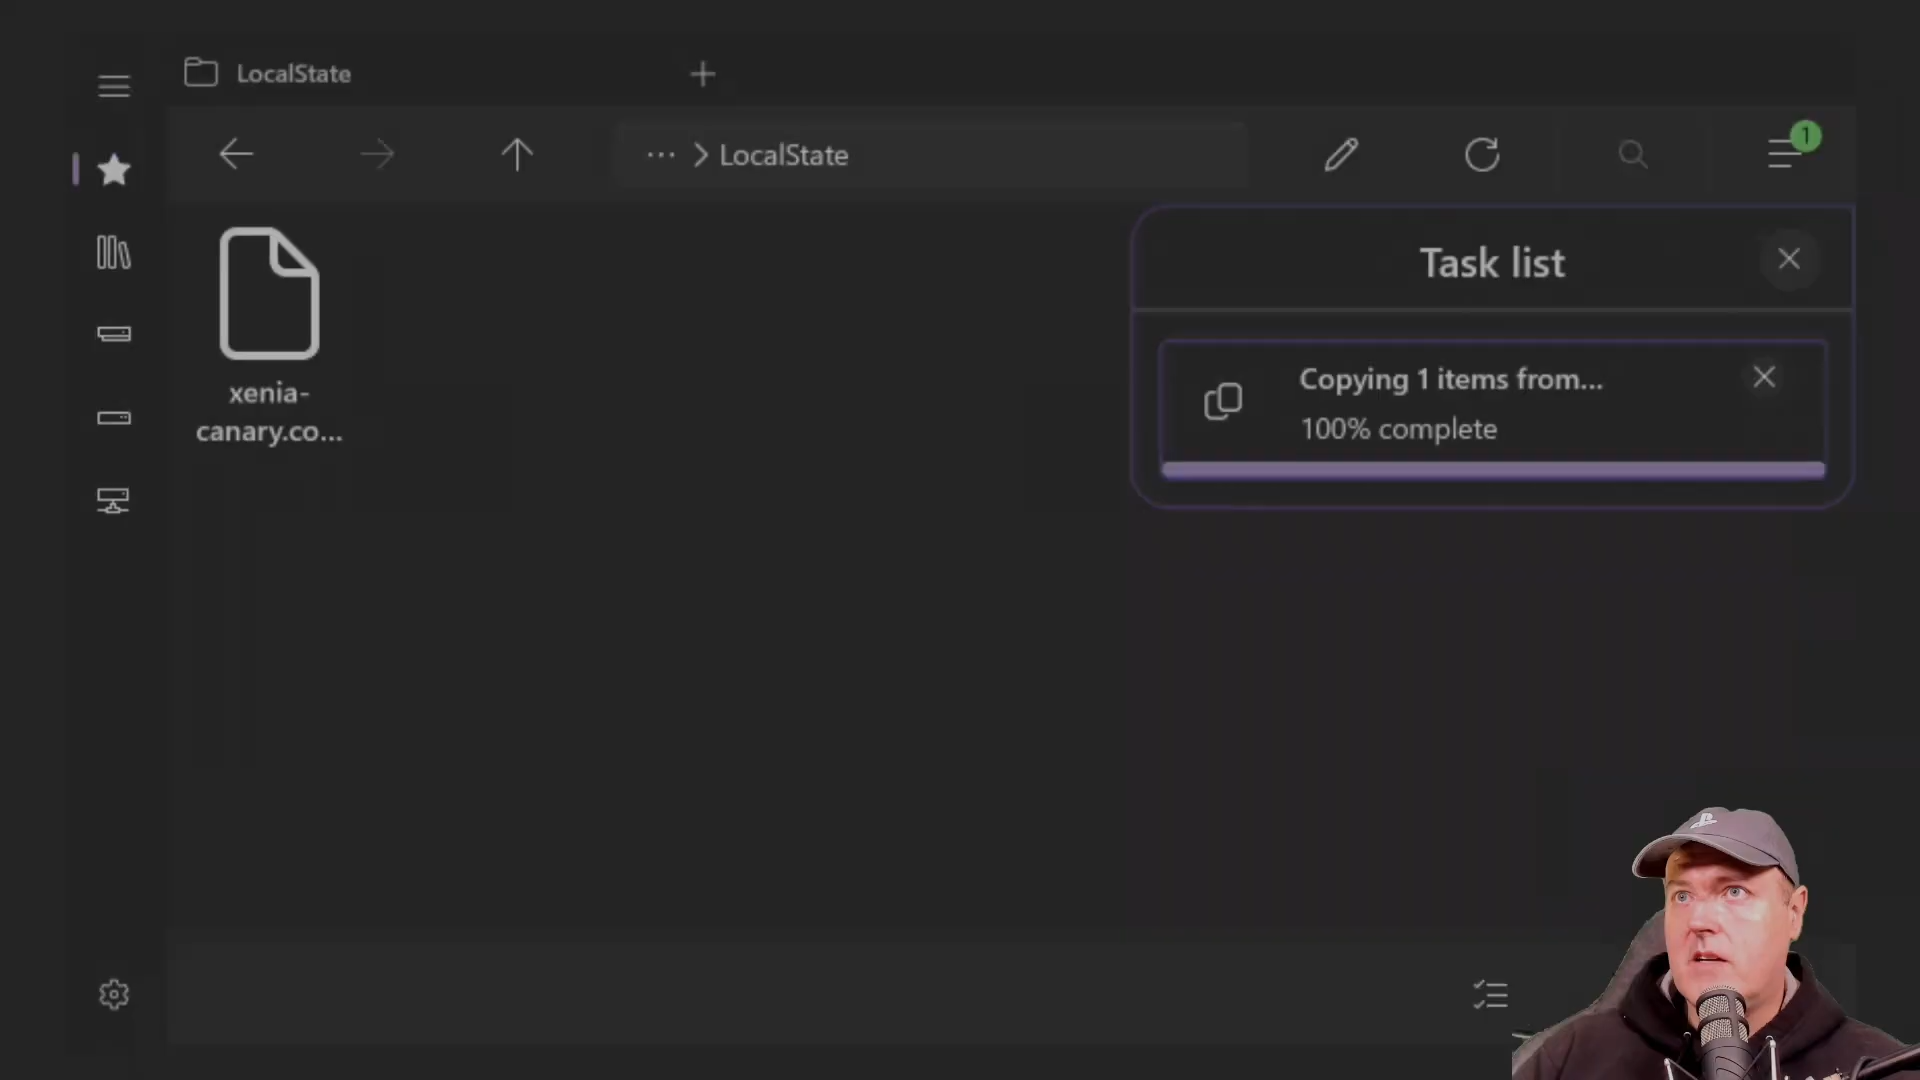 LocalState
LocalState
1
Task list
Copying 1 items from...
100% complete
xenia-
canary.co...